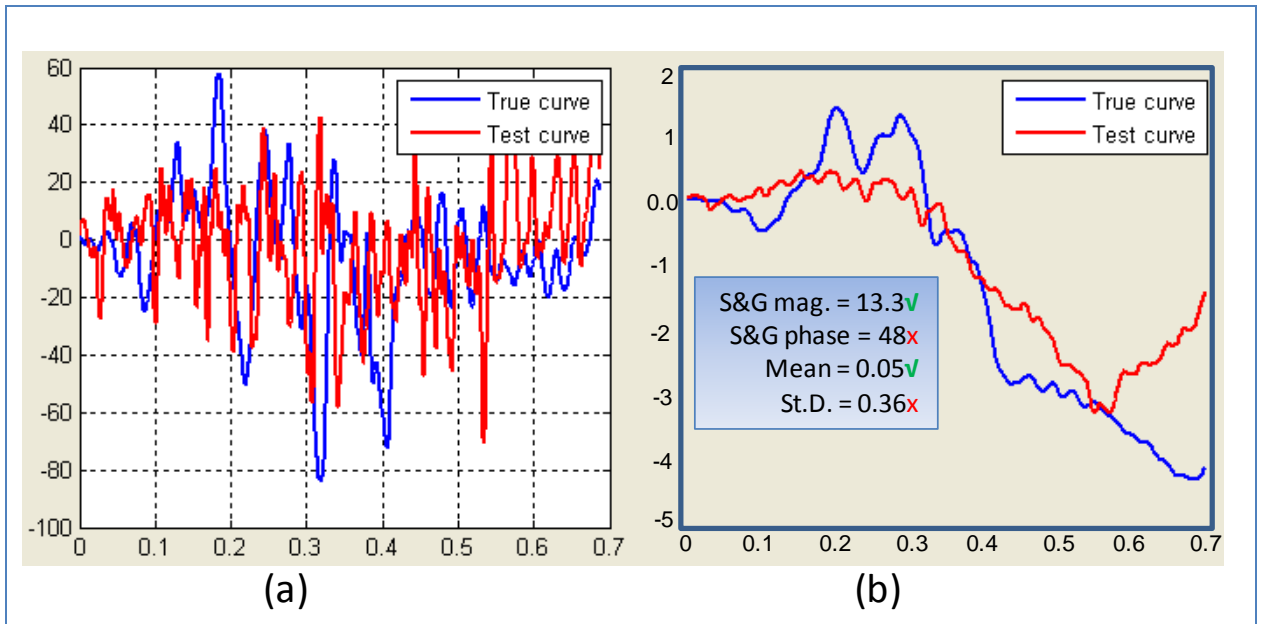 60
40
20
0
-20
-40
-60
-80
-100
0 0.1 0.2 0.3 0.4 0.5 0.6 0.7
True curve
Test curve
(a)
2
1
0.0
-1
-2
-3
-4
-5
0 0.1 0.2 0.3 0.4 0.5 0.6 0.7
True curve
Test curve
S&G mag. = 13.3√
S&G phase = 48x
Mean = 0.05√
St.D. = 0.36x
(b)